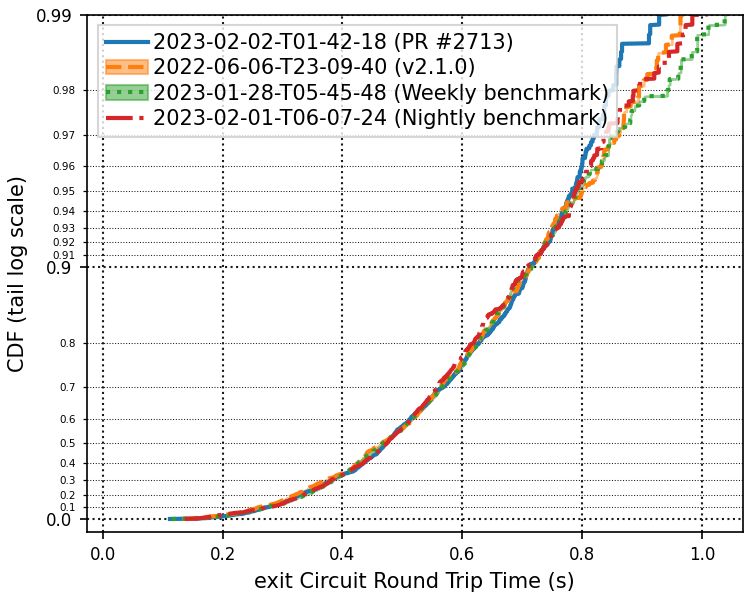 0.99
2023-02-02-T01-42-18 (PR #2713)
2022-06-06-T23-09-40 (v2.1.0)
2023-01-28-T05-45-48 (Weekly benchmark)
2023-02-01-T06-07-24 (Nightly benchmark)
0.98
0.97
0.96
0.95
0.94
0.93
0.92
0.91
0.9
0.8
0.7
0.6
0.5
0.4
0.3
0.2
0.1
0.0
CDF (tail log scale)
0.0 0.2 0.4 0.6 0.8 1.0
exit Circuit Round Trip Time (s)